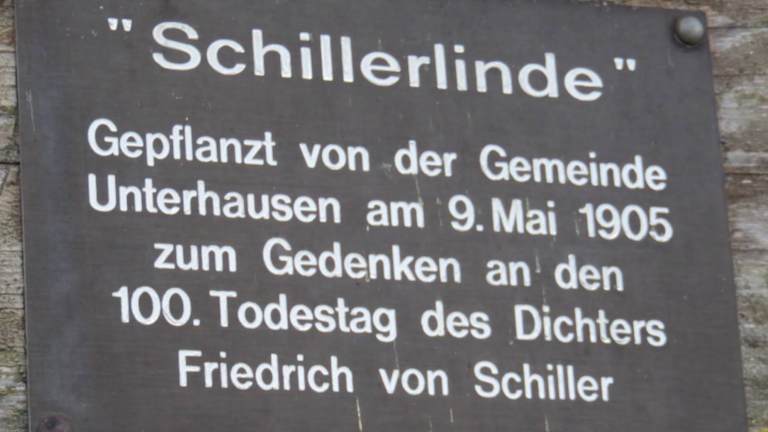 "Schillerlinde"
Gepflanzt von der Gemeinde
Unterhausen am 9. Mai 1905
zum Gedenken an den
100. Todestag des Dichters
Friedrich von Schiller